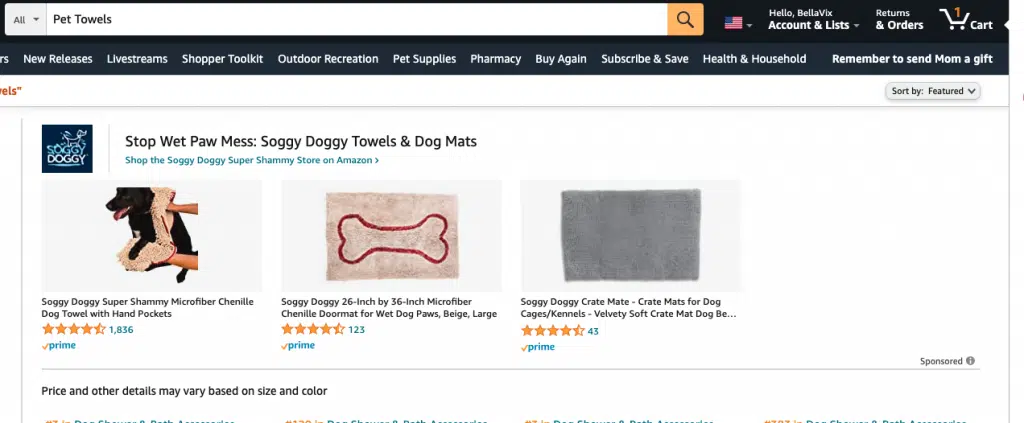 All
Pet Towels
Hello, BellaVix
Account & Lists
Returns
& Orders
1
Cart
rs New Releases Livestreams Shopper Toolkit Outdoor Recreation Pet Supplies Pharmacy Buy Again Subscribe & Save Health & Household Remember to send Mom a gift
vels"
Sort by: Featured
SOGGY
DOGGY
Stop Wet Paw Mess: Soggy Doggy Towels & Dog Mats
Shop the Soggy Doggy Super Shammy Store on Amazon ›
Soggy Doggy Super Shammy Microfiber Chenille
Dog Towel with Hand Pockets
1,836
prime
Soggy Doggy 26-Inch by 36-Inch Microfiber
Chenille Doormat for Wet Dog Paws, Beige, Large
123
prime
Soggy Doggy Crate Mate - Crate Mats for Dog
Cages/Kennels - Velvety Soft Crate Mat Dog Be…
43
prime
Sponsored
Price and other details may vary based on size and color